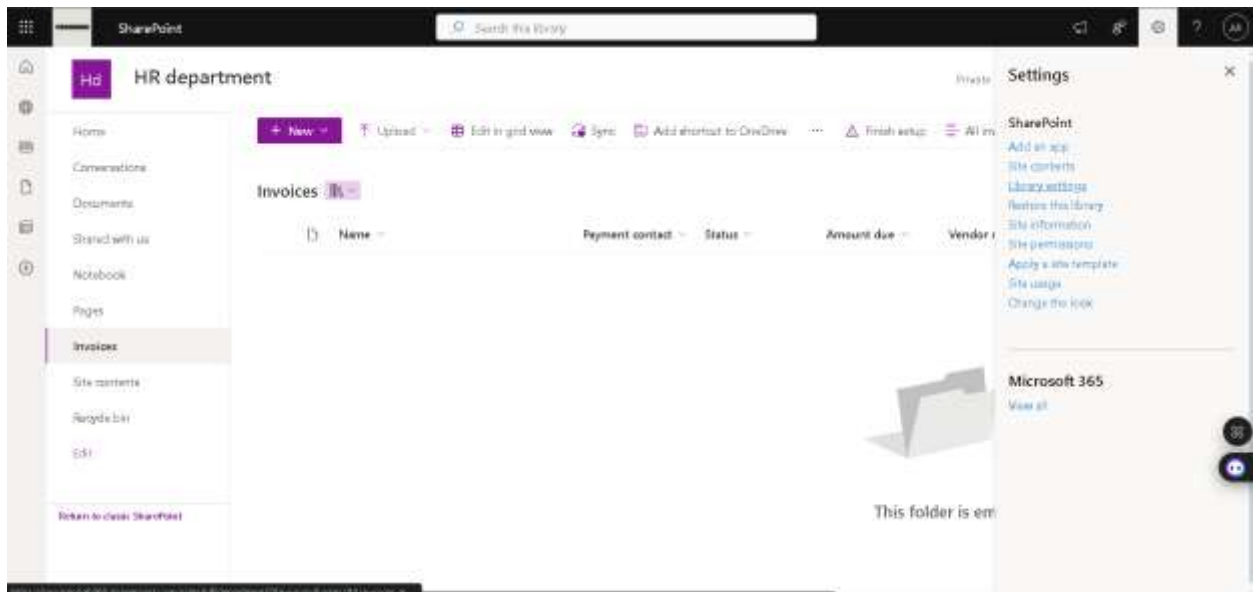 SharePoint
Search this library
?
AR
Hd
HR department
Private
Settings
Home
Conversations
Documents
Shared with us
Notebook
Pages
Invoices
Site contents
Recycle bin
Edit
Return to classic SharePoint
+ New
Upload
Edit in grid view
Sync
Add shortcut to OneDrive
...
Finish setup
All
Invoices
Name
Payment contact
Status
Amount due
Vendor
This folder is em
SharePoint
Add an app
Site contents
Library settings
Restore this library
Site information
Site permissions
Apply a site template
Site usage
Change the look
Microsoft 365
View all